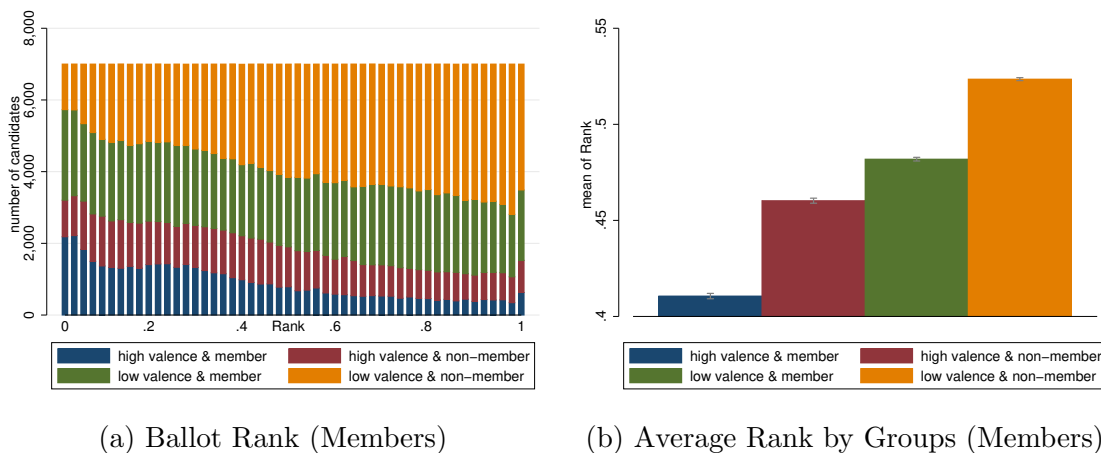 number of candidates
8,000
6,000
4,000
2,000
0
0 .2 .4 Rank .6 .8 1
high valence & member high valence & non−member
low valence & member low valence & non−member
(a) Ballot Rank (Members)
mean of Rank
.55
.5
.45
.4
high valence & member high valence & non−member
low valence & member low valence & non−member
(b) Average Rank by Groups (Members)